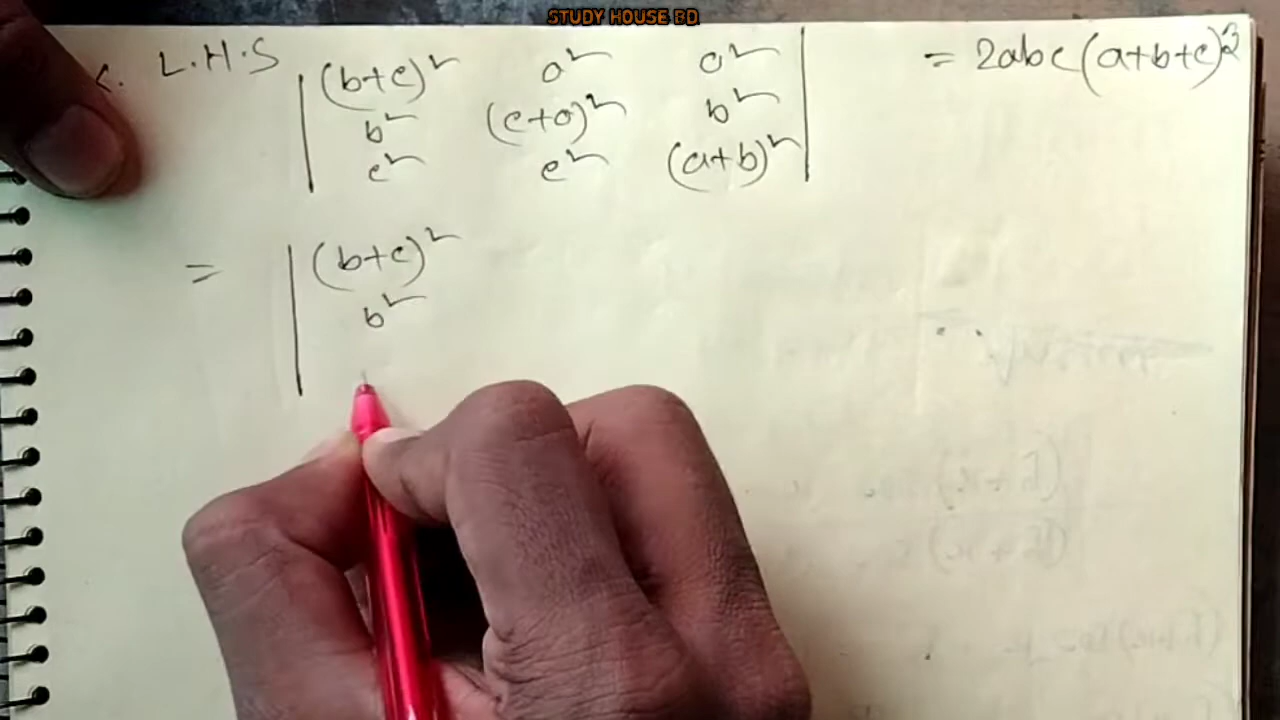 STUDY HOUSE BD
c. L.H.S | (b+c)² a² a² | = 2abc(a+b+c)³
b² (c+a)² b²
c² c² (a+b)²
= | (b+c)²
b²